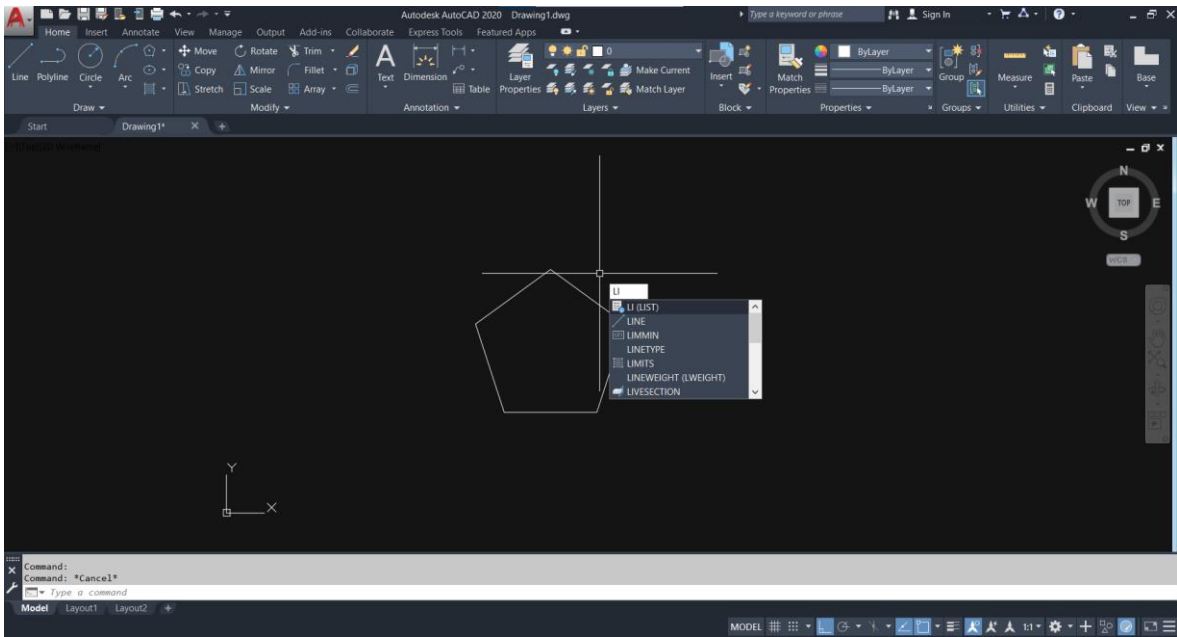 Autodesk AutoCAD 2020 Drawing1.dwg
Type a keyword or phrase
Sign In
Home Insert Annotate View Manage Output Add-ins Collaborate Express Tools Featured Apps
Line Polyline Circle Arc
Move Rotate Trim
Copy Mirror Fillet
Stretch Scale Array
Text Dimension
Table
Layer Properties
0
Make Current
Match Layer
Insert
Match Properties
ByLayer
ByLayer
ByLayer
Group
Measure
Paste
Base
Draw Modify Annotation Layers Block Properties Groups Utilities Clipboard View
Start Drawing1* +
N
W TOP E
S
WCS
LI
LI (LIST)
LINE
LIMMIN
LINETYPE
LIMITS
LINEWEIGHT (LWEIGHT)
LIVESECTION
Y
X
Command:
Command: *Cancel*
Type a command
Model Layout1 Layout2 +
MODEL 1:1